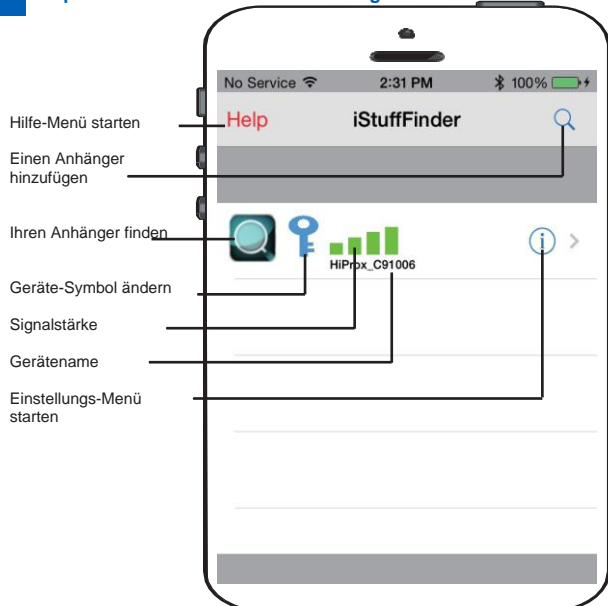 No Service 2:31 PM 100%
Help iStuffFinder
Hilfe-Menü starten
Einen Anhänger
hinzufügen
Ihren Anhänger finden
HiProx_C91006
Geräte-Symbol ändern
Signalstärke
Gerätename
Einstellungs-Menü
starten